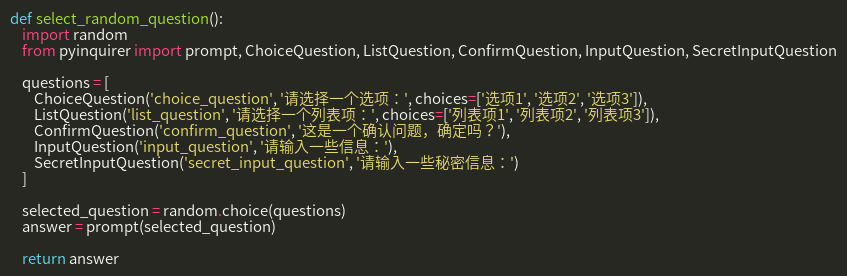 def select_random_question():
    import random
    from pyinquirer import prompt, ChoiceQuestion, ListQuestion, ConfirmQuestion, InputQuestion, SecretInputQuestion

    questions = [
        ChoiceQuestion('choice_question', '请选择一个选项：', choices=['选项1', '选项2', '选项3']),
        ListQuestion('list_question', '请选择一个列表项：', choices=['列表项1', '列表项2', '列表项3']),
        ConfirmQuestion('confirm_question', '这是一个确认问题，确定吗？'),
        InputQuestion('input_question', '请输入一些信息：'),
        SecretInputQuestion('secret_input_question', '请输入一些秘密信息：')
    ]

    selected_question = random.choice(questions)
    answer = prompt(selected_question)

    return answer